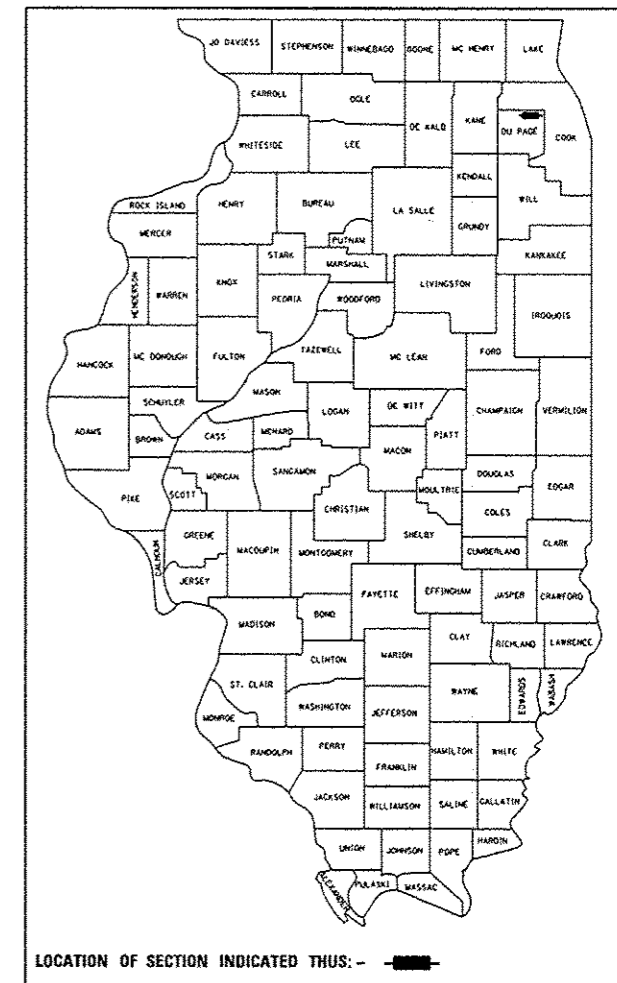 JO DAVIESS STEPHENSON WINNEBAGO BOONE MC HENRY LAKE
CARROLL OGLE DE KALB KANE DU PAGE COOK
WHITESIDE LEE
KENDALL WILL
ROCK ISLAND HENRY BUREAU LA SALLE GRUNDY
MERCER PUTNAM
STARK MARSHALL KANKAKEE
HENDERSON WARREN KNOX PEORIA WOODFORD LIVINGSTON IROQUOIS
HANCOCK MC DONOUGH FULTON TAZEWELL MC LEAN FORD
MASON
SCHUYLER LOGAN DE WITT CHAMPAIGN VERMILION
ADAMS BROWN CASS MENARD PIATT
MACON
MORGAN SANGAMON DOUGLAS EDGAR
PIKE SCOTT CHRISTIAN MOULTRIE COLES
GREENE MACOUPIN MONTGOMERY SHELBY CUMBERLAND CLARK
CALHOUN JERSEY
FAYETTE EFFINGHAM JASPER CRAWFORD
MADISON BOND
CLAY RICHLAND LAWRENCE
CLINTON MARION
ST. CLAIR WAYNE EDWARDS WABASH
WASHINGTON JEFFERSON
MONROE
RANDOLPH PERRY HAMILTON WHITE
FRANKLIN
JACKSON WILLIAMSON SALINE GALLATIN
UNION JOHNSON POPE HARDIN
ALEXANDER PULASKI MASSAC
LOCATION OF SECTION INDICATED THUS: -